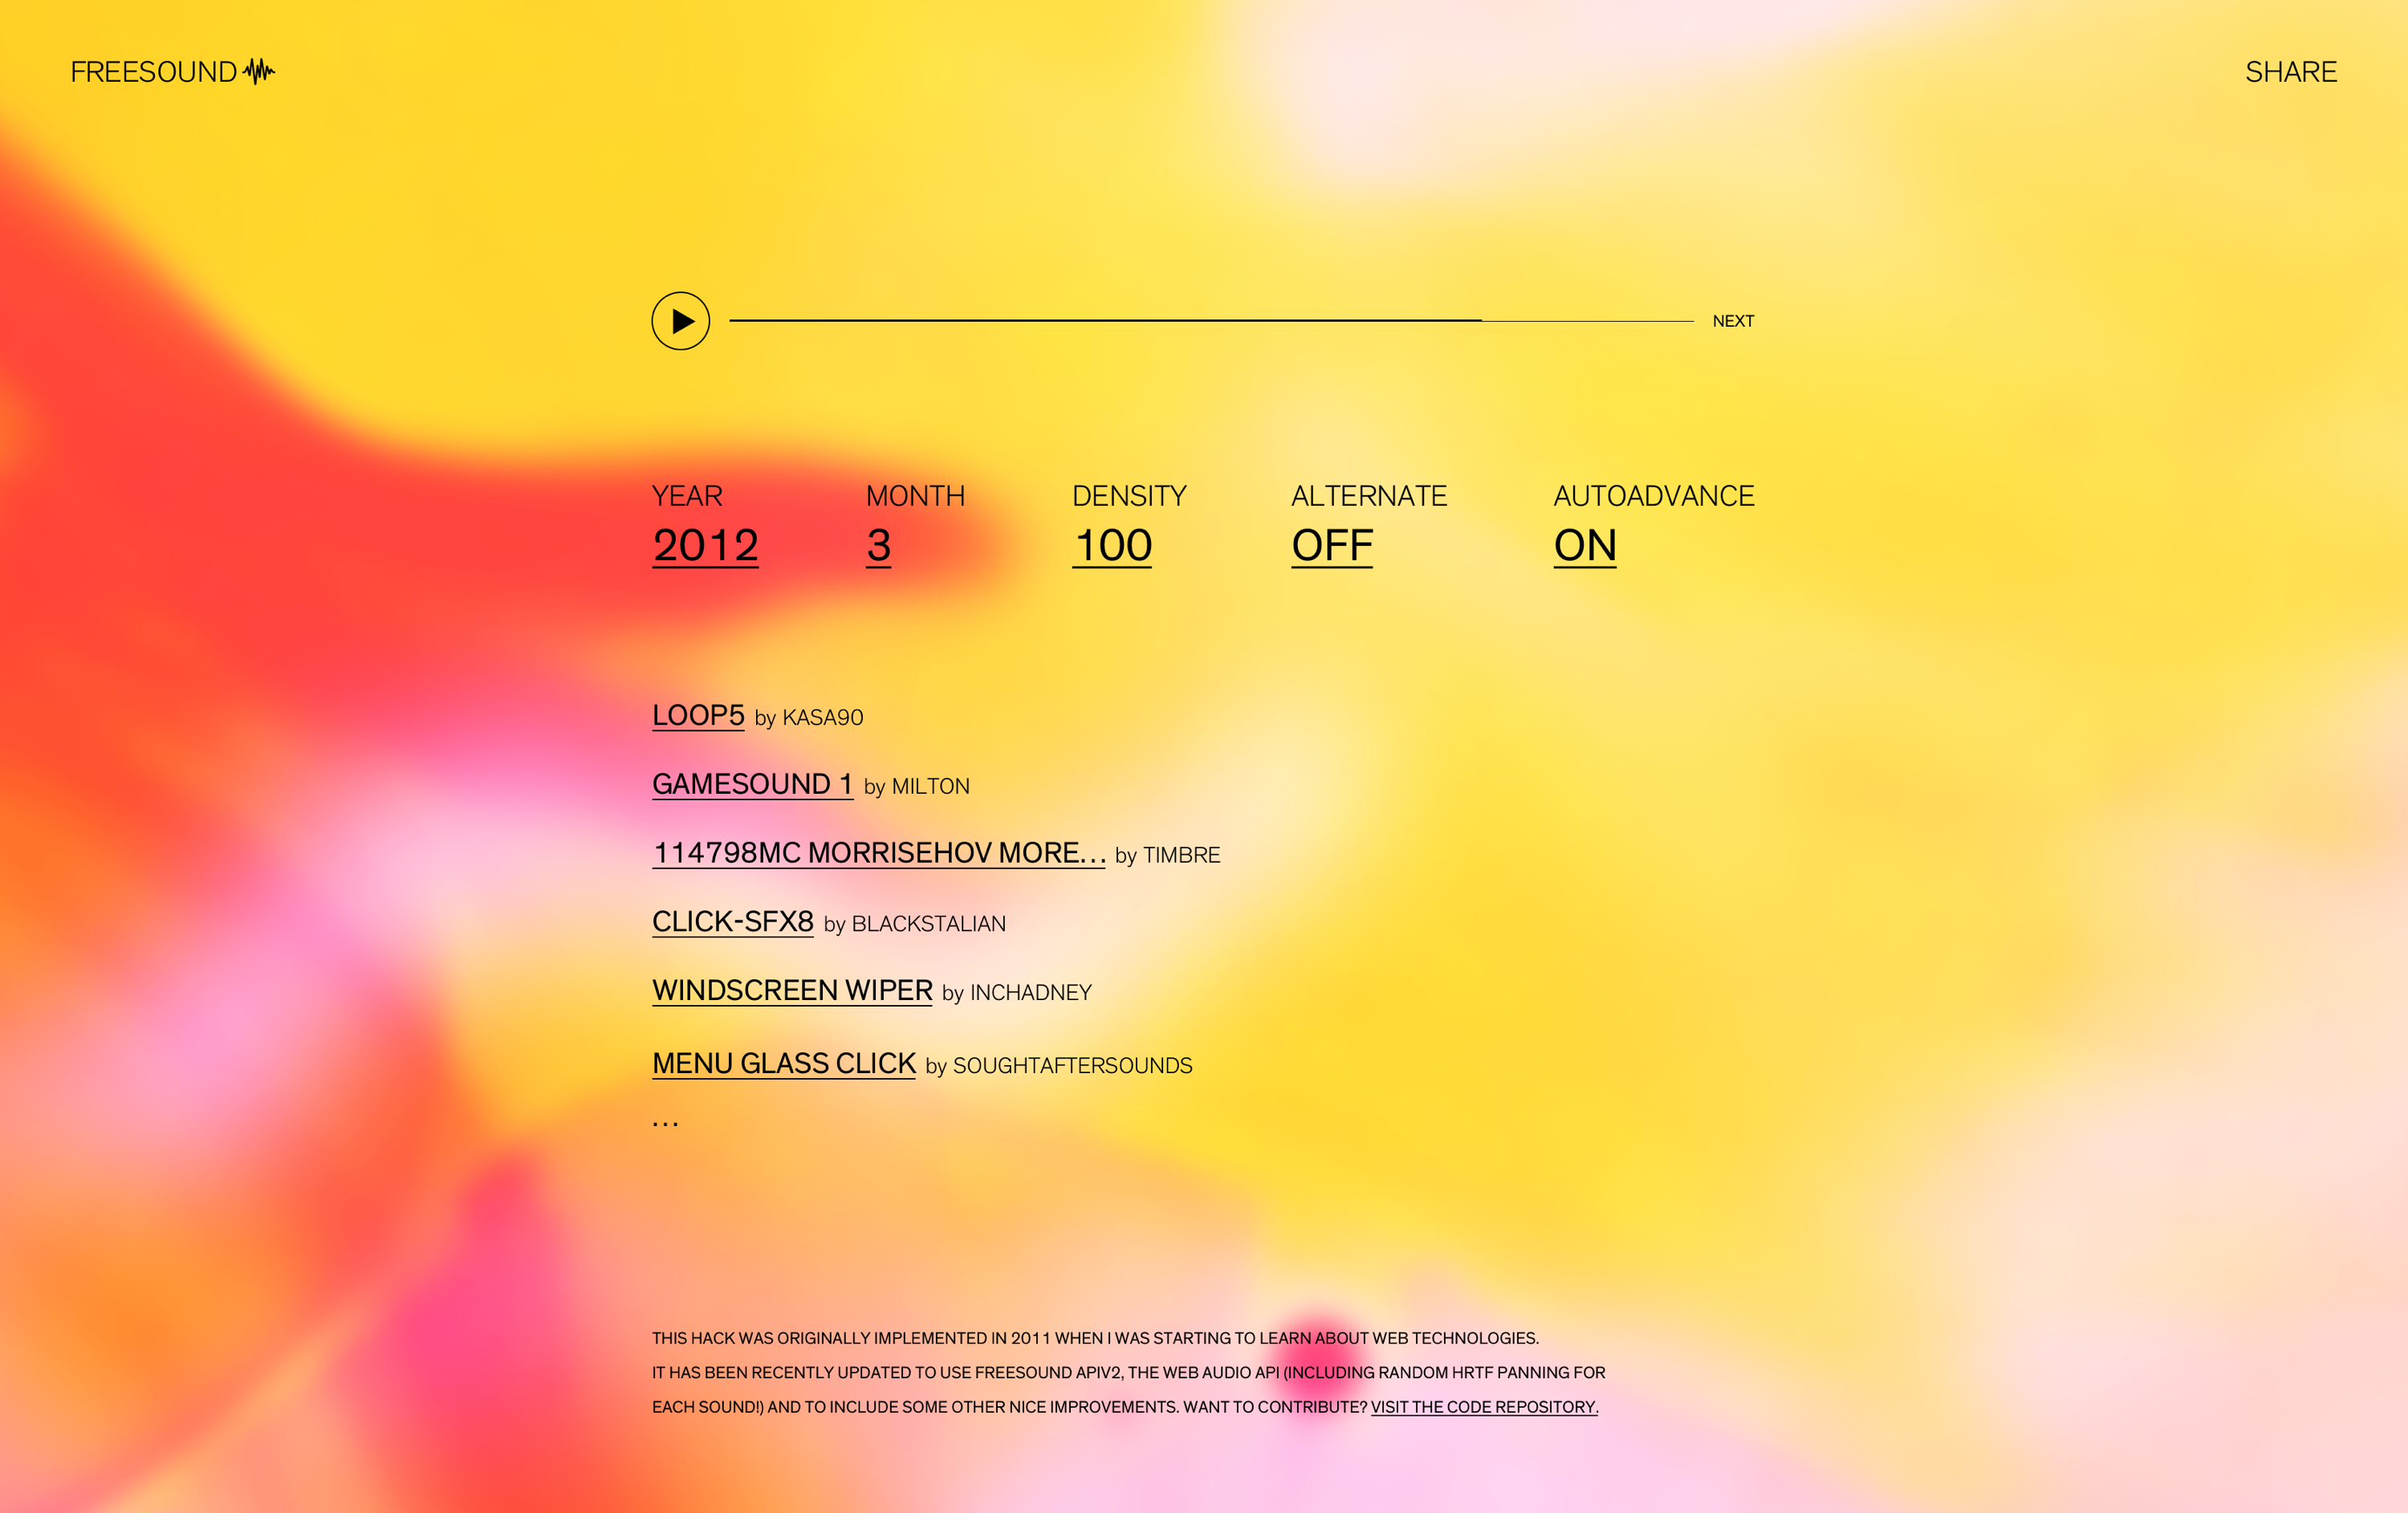 FREESOUND
SHARE
NEXT
YEAR MONTH DENSITY ALTERNATE AUTOADVANCE
2012 3 100 OFF ON
LOOP5 by KASA90
GAMESOUND 1 by MILTON
114798MC MORRISEHOV MORE... by TIMBRE
CLICK-SFX8 by BLACKSTALIAN
WINDSCREEN WIPER by INCHADNEY
MENU GLASS CLICK by SOUGHTAFTERSOUNDS
...
THIS HACK WAS ORIGINALLY IMPLEMENTED IN 2011 WHEN I WAS STARTING TO LEARN ABOUT WEB TECHNOLOGIES.
IT HAS BEEN RECENTLY UPDATED TO USE FREESOUND APIV2, THE WEB AUDIO API (INCLUDING RANDOM HRTF PANNING FOR
EACH SOUND!) AND TO INCLUDE SOME OTHER NICE IMPROVEMENTS. WANT TO CONTRIBUTE? VISIT THE CODE REPOSITORY.